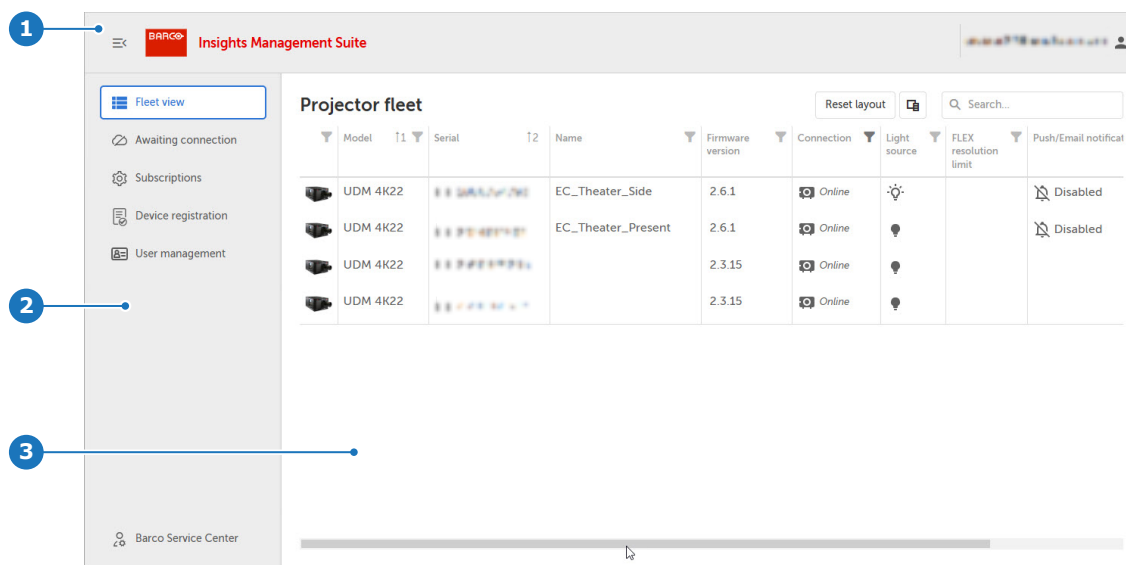 1
BARCO
Insights Management Suite
Fleet view
Awaiting connection
Subscriptions
Device registration
User management
2
3
Barco Service Center
Projector fleet
Reset layout
Search...
Model 1 Serial 2 Name Firmware version Connection Light source FLEX resolution limit Push/Email notificat
UDM 4K22 EC_Theater_Side 2.6.1 Online Disabled
UDM 4K22 EC_Theater_Present 2.6.1 Online Disabled
UDM 4K22 2.3.15 Online
UDM 4K22 2.3.15 Online